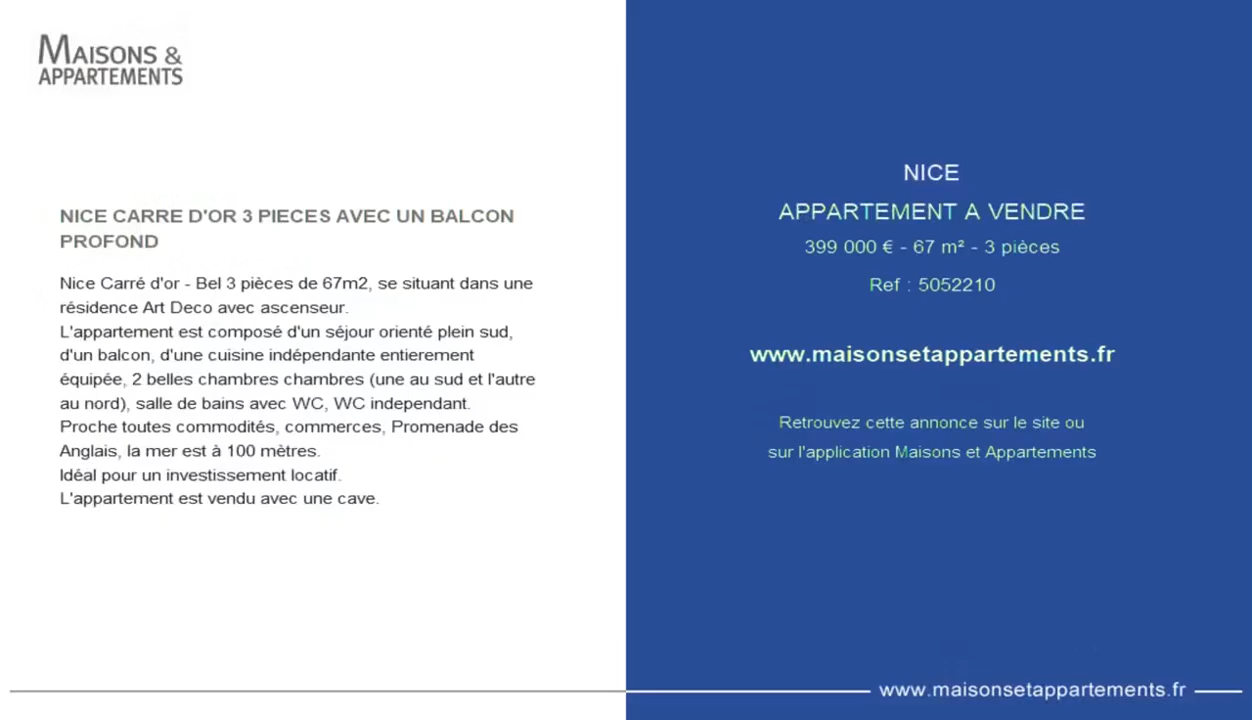 MAISONS &
APPARTEMENTS
NICE CARRE D'OR 3 PIECES AVEC UN BALCON
PROFOND
Nice Carré d'or - Bel 3 pièces de 67m2, se situant dans une
résidence Art Deco avec ascenseur.
L'appartement est composé d'un séjour orienté plein sud,
d'un balcon, d'une cuisine indépendante entierement
équipée, 2 belles chambres chambres (une au sud et l'autre
au nord), salle de bains avec WC, WC independant.
Proche toutes commodités, commerces, Promenade des
Anglais, la mer est à 100 mètres.
Idéal pour un investissement locatif.
L'appartement est vendu avec une cave.
NICE
APPARTEMENT A VENDRE
399 000 € - 67 m² - 3 pièces
Ref : 5052210
www.maisonsetappartements.fr
Retrouvez cette annonce sur le site ou
sur l'application Maisons et Appartements
www.maisonsetappartements.fr